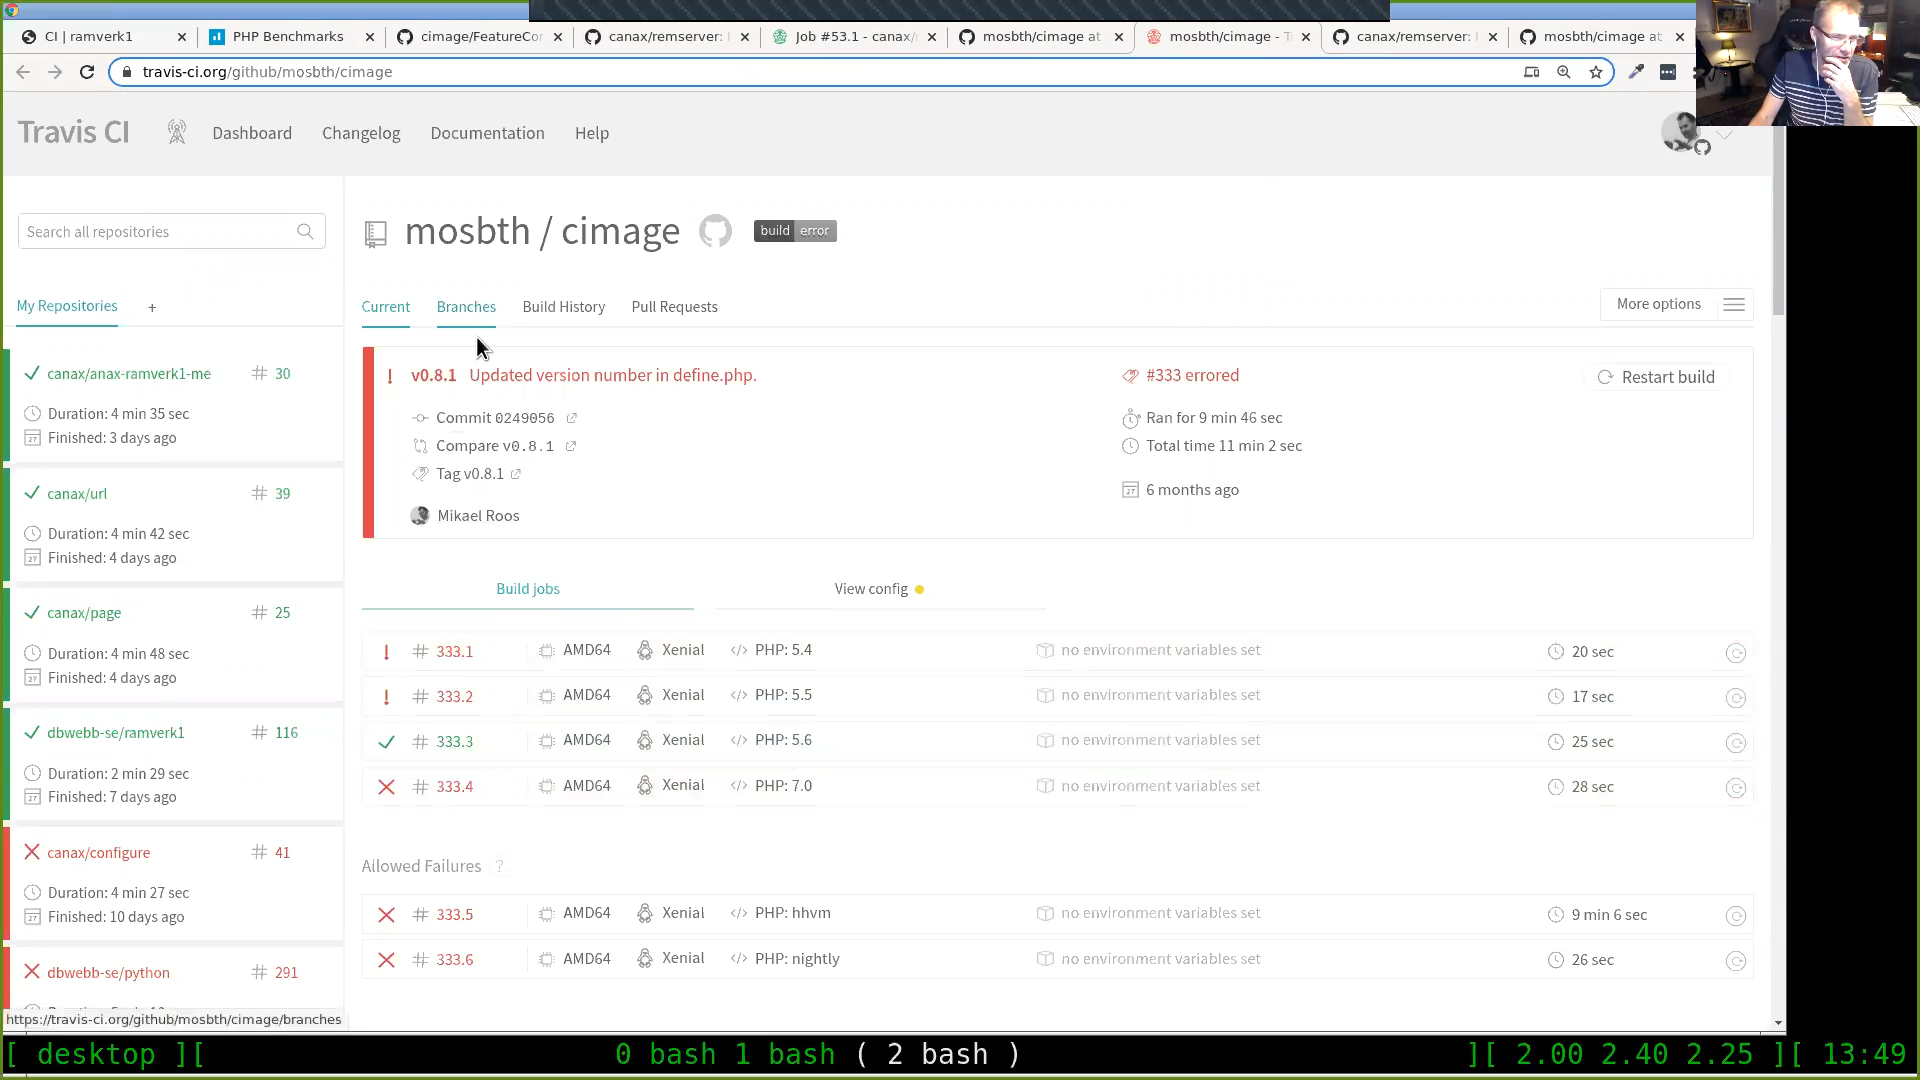 CI | ramverk1
PHP Benchmarks
cimage/FeatureCor
canax/remserver:
Job #53.1 - canax/r
mosbth/cimage at
mosbth/cimage - T
canax/remserver:
mosbth/cimage at
travis-ci.org/github/mosbth/cimage
Travis CI
Dashboard
Changelog
Documentation
Help
Search all repositories
mosbth / cimage
build error
My Repositories +
Current
Branches
Build History
Pull Requests
More options
canax/anax-ramverk1-me # 30
Duration: 4 min 35 sec
Finished: 3 days ago
canax/url # 39
Duration: 4 min 42 sec
Finished: 4 days ago
canax/page # 25
Duration: 4 min 48 sec
Finished: 4 days ago
dbwebb-se/ramverk1 # 116
Duration: 2 min 29 sec
Finished: 7 days ago
canax/configure # 41
Duration: 4 min 27 sec
Finished: 10 days ago
dbwebb-se/python # 291
! v0.8.1 Updated version number in define.php.
Commit 0249056
Compare v0.8.1
Tag v0.8.1
Mikael Roos
#333 errored
Ran for 9 min 46 sec
Total time 11 min 2 sec
27 6 months ago
Restart build
Build jobs
View config
! # 333.1 AMD64 Xenial </> PHP: 5.4 no environment variables set 20 sec
! # 333.2 AMD64 Xenial </> PHP: 5.5 no environment variables set 17 sec
# 333.3 AMD64 Xenial </> PHP: 5.6 no environment variables set 25 sec
# 333.4 AMD64 Xenial </> PHP: 7.0 no environment variables set 28 sec
Allowed Failures ?
# 333.5 AMD64 Xenial </> PHP: hhvm no environment variables set 9 min 6 sec
# 333.6 AMD64 Xenial </> PHP: nightly no environment variables set 26 sec
https://travis-ci.org/github/mosbth/cimage/branches
[ desktop ][ 0 bash 1 bash ( 2 bash ) ][ 2.00 2.40 2.25 ][ 13:49